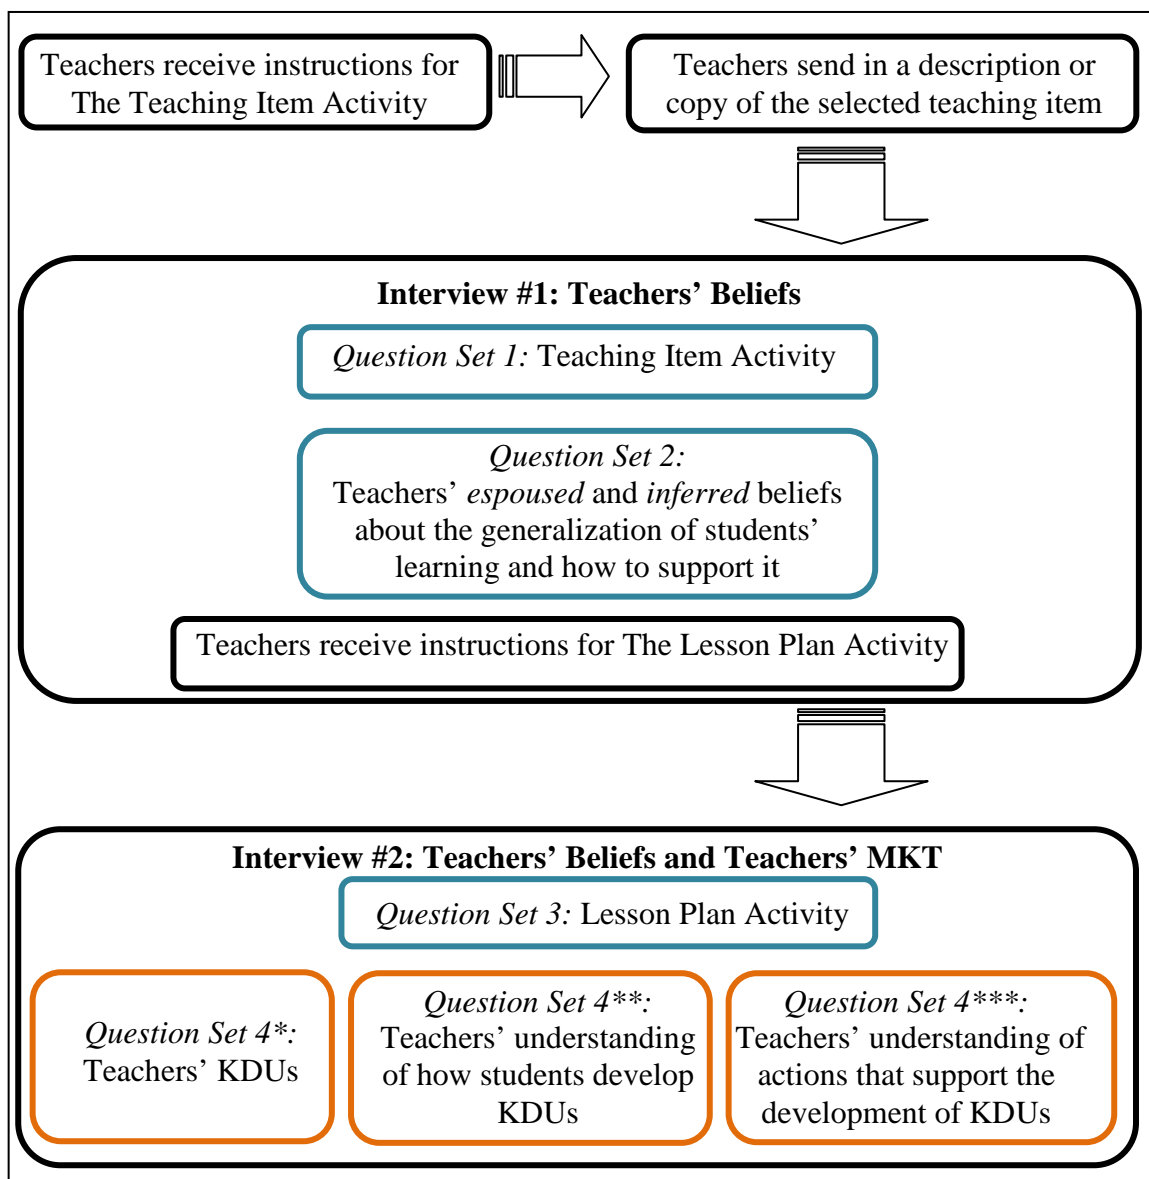 Teachers receive instructions for
The Teaching Item Activity
Teachers send in a description or
copy of the selected teaching item
Interview #1: Teachers’ Beliefs
Question Set 1: Teaching Item Activity
Question Set 2:
Teachers’ espoused and inferred beliefs
about the generalization of students’
learning and how to support it
Teachers receive instructions for The Lesson Plan Activity
Interview #2: Teachers’ Beliefs and Teachers’ MKT
Question Set 3: Lesson Plan Activity
Question Set 4*:
Teachers’ KDUs
Question Set 4**:
Teachers’ understanding
of how students develop
KDUs
Question Set 4***:
Teachers’ understanding of
actions that support the
development of KDUs